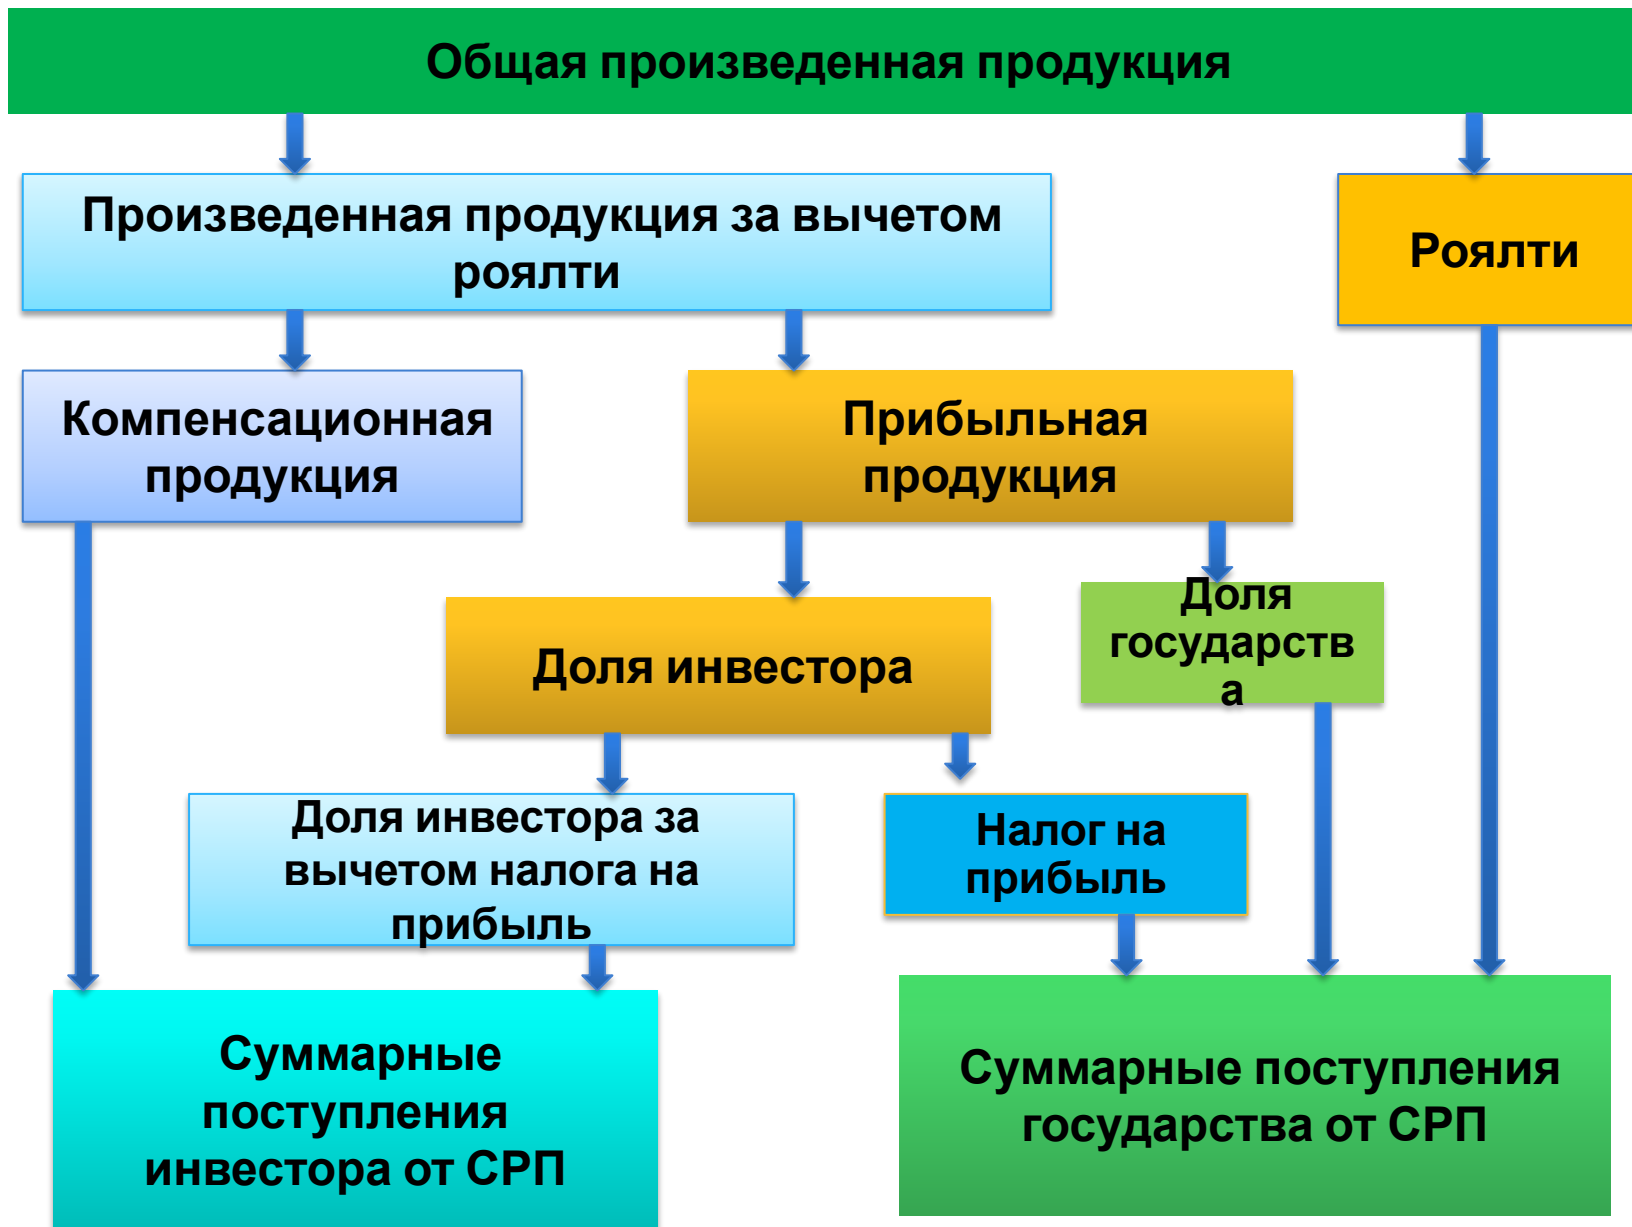 Общая произведенная продукция
Произведенная продукция за вычетом
роялти
Роялти
Компенсационная
продукция
Прибыльная
продукция
Доля инвестора
Доля
государств
а
Доля инвестора за
вычетом налога на
прибыль
Налог на
прибыль
Суммарные
поступления
инвестора от СРП
Суммарные поступления
государства от СРП